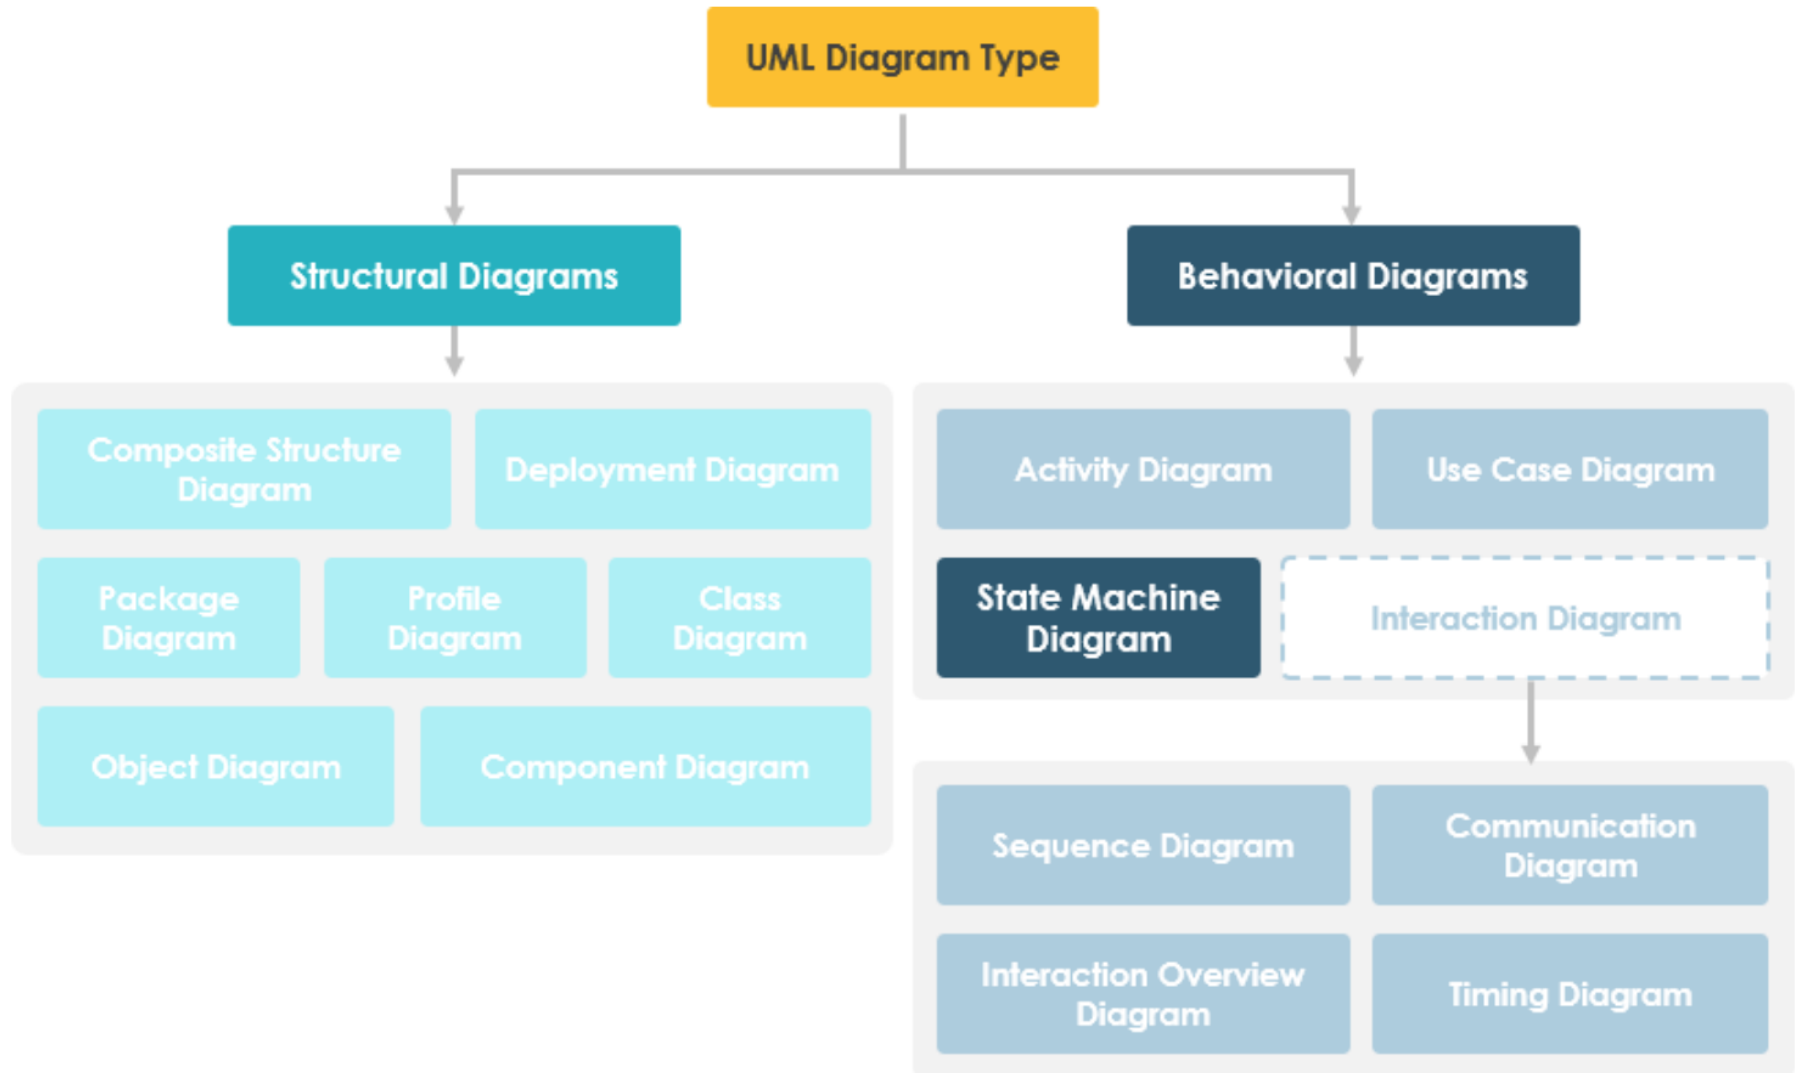 UML Diagram Type
Structural Diagrams
Behavioral Diagrams
Composite Structure
Diagram
Deployment Diagram
Package
Diagram
Profile
Diagram
Class
Diagram
Object Diagram
Component Diagram
Activity Diagram
Use Case Diagram
State Machine
Diagram
Interaction Diagram
Sequence Diagram
Communication
Diagram
Interaction Overview
Diagram
Timing Diagram